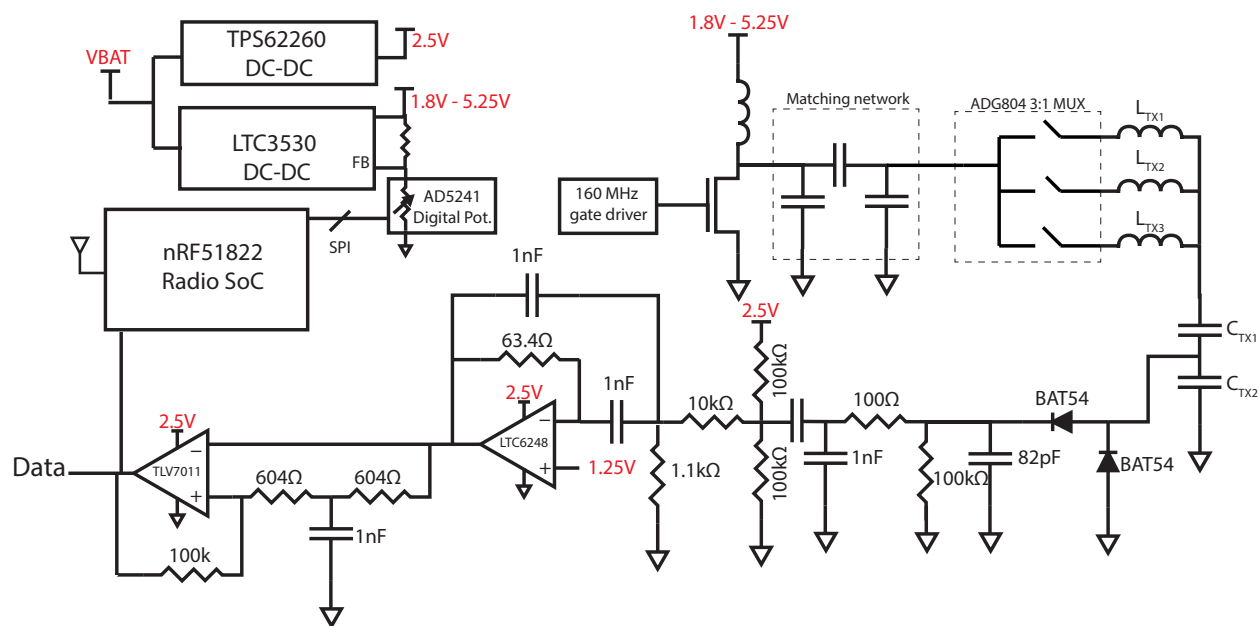 TPS62260
DC-DC
2.5V
VBAT
1.8V - 5.25V
LTC3530
DC-DC
FB
AD5241
Digital Pot.
SPI
nRF51822
Radio SoC
1.8V - 5.25V
Matching network
ADG804 3:1 MUX
LTX1
LTX2
LTX3
160 MHz
gate driver
CTX1
CTX2
1nF
63.4Ω
1nF
2.5V
100kΩ
100kΩ
10kΩ
100Ω
BAT54
BAT54
1nF
100kΩ
82pF
2.5V
LTC6248
−
+
1.25V
1.1kΩ
Data
2.5V
TLV7011
−
+
604Ω
604Ω
1nF
100k